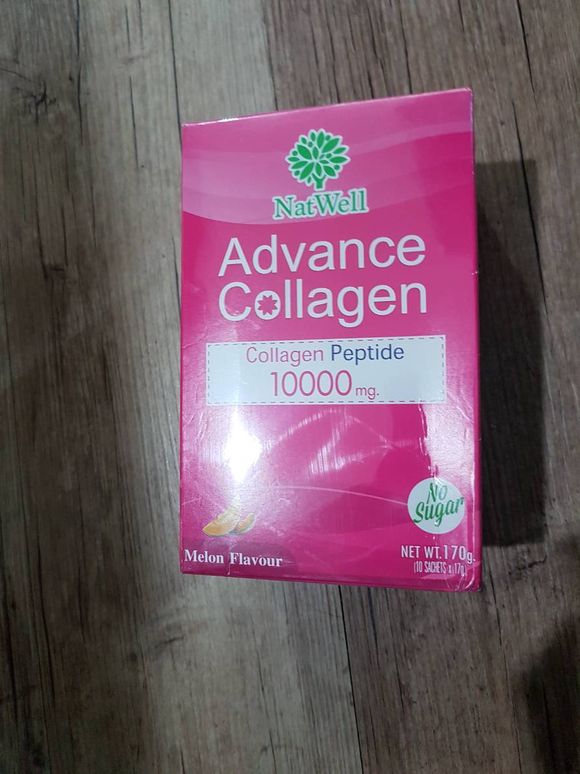 NatWell
Advance
Collagen
Collagen Peptide
10000 mg.
No
Sugar
Melon Flavour
NET WT.170g.
(10 SACHETS x 17g)